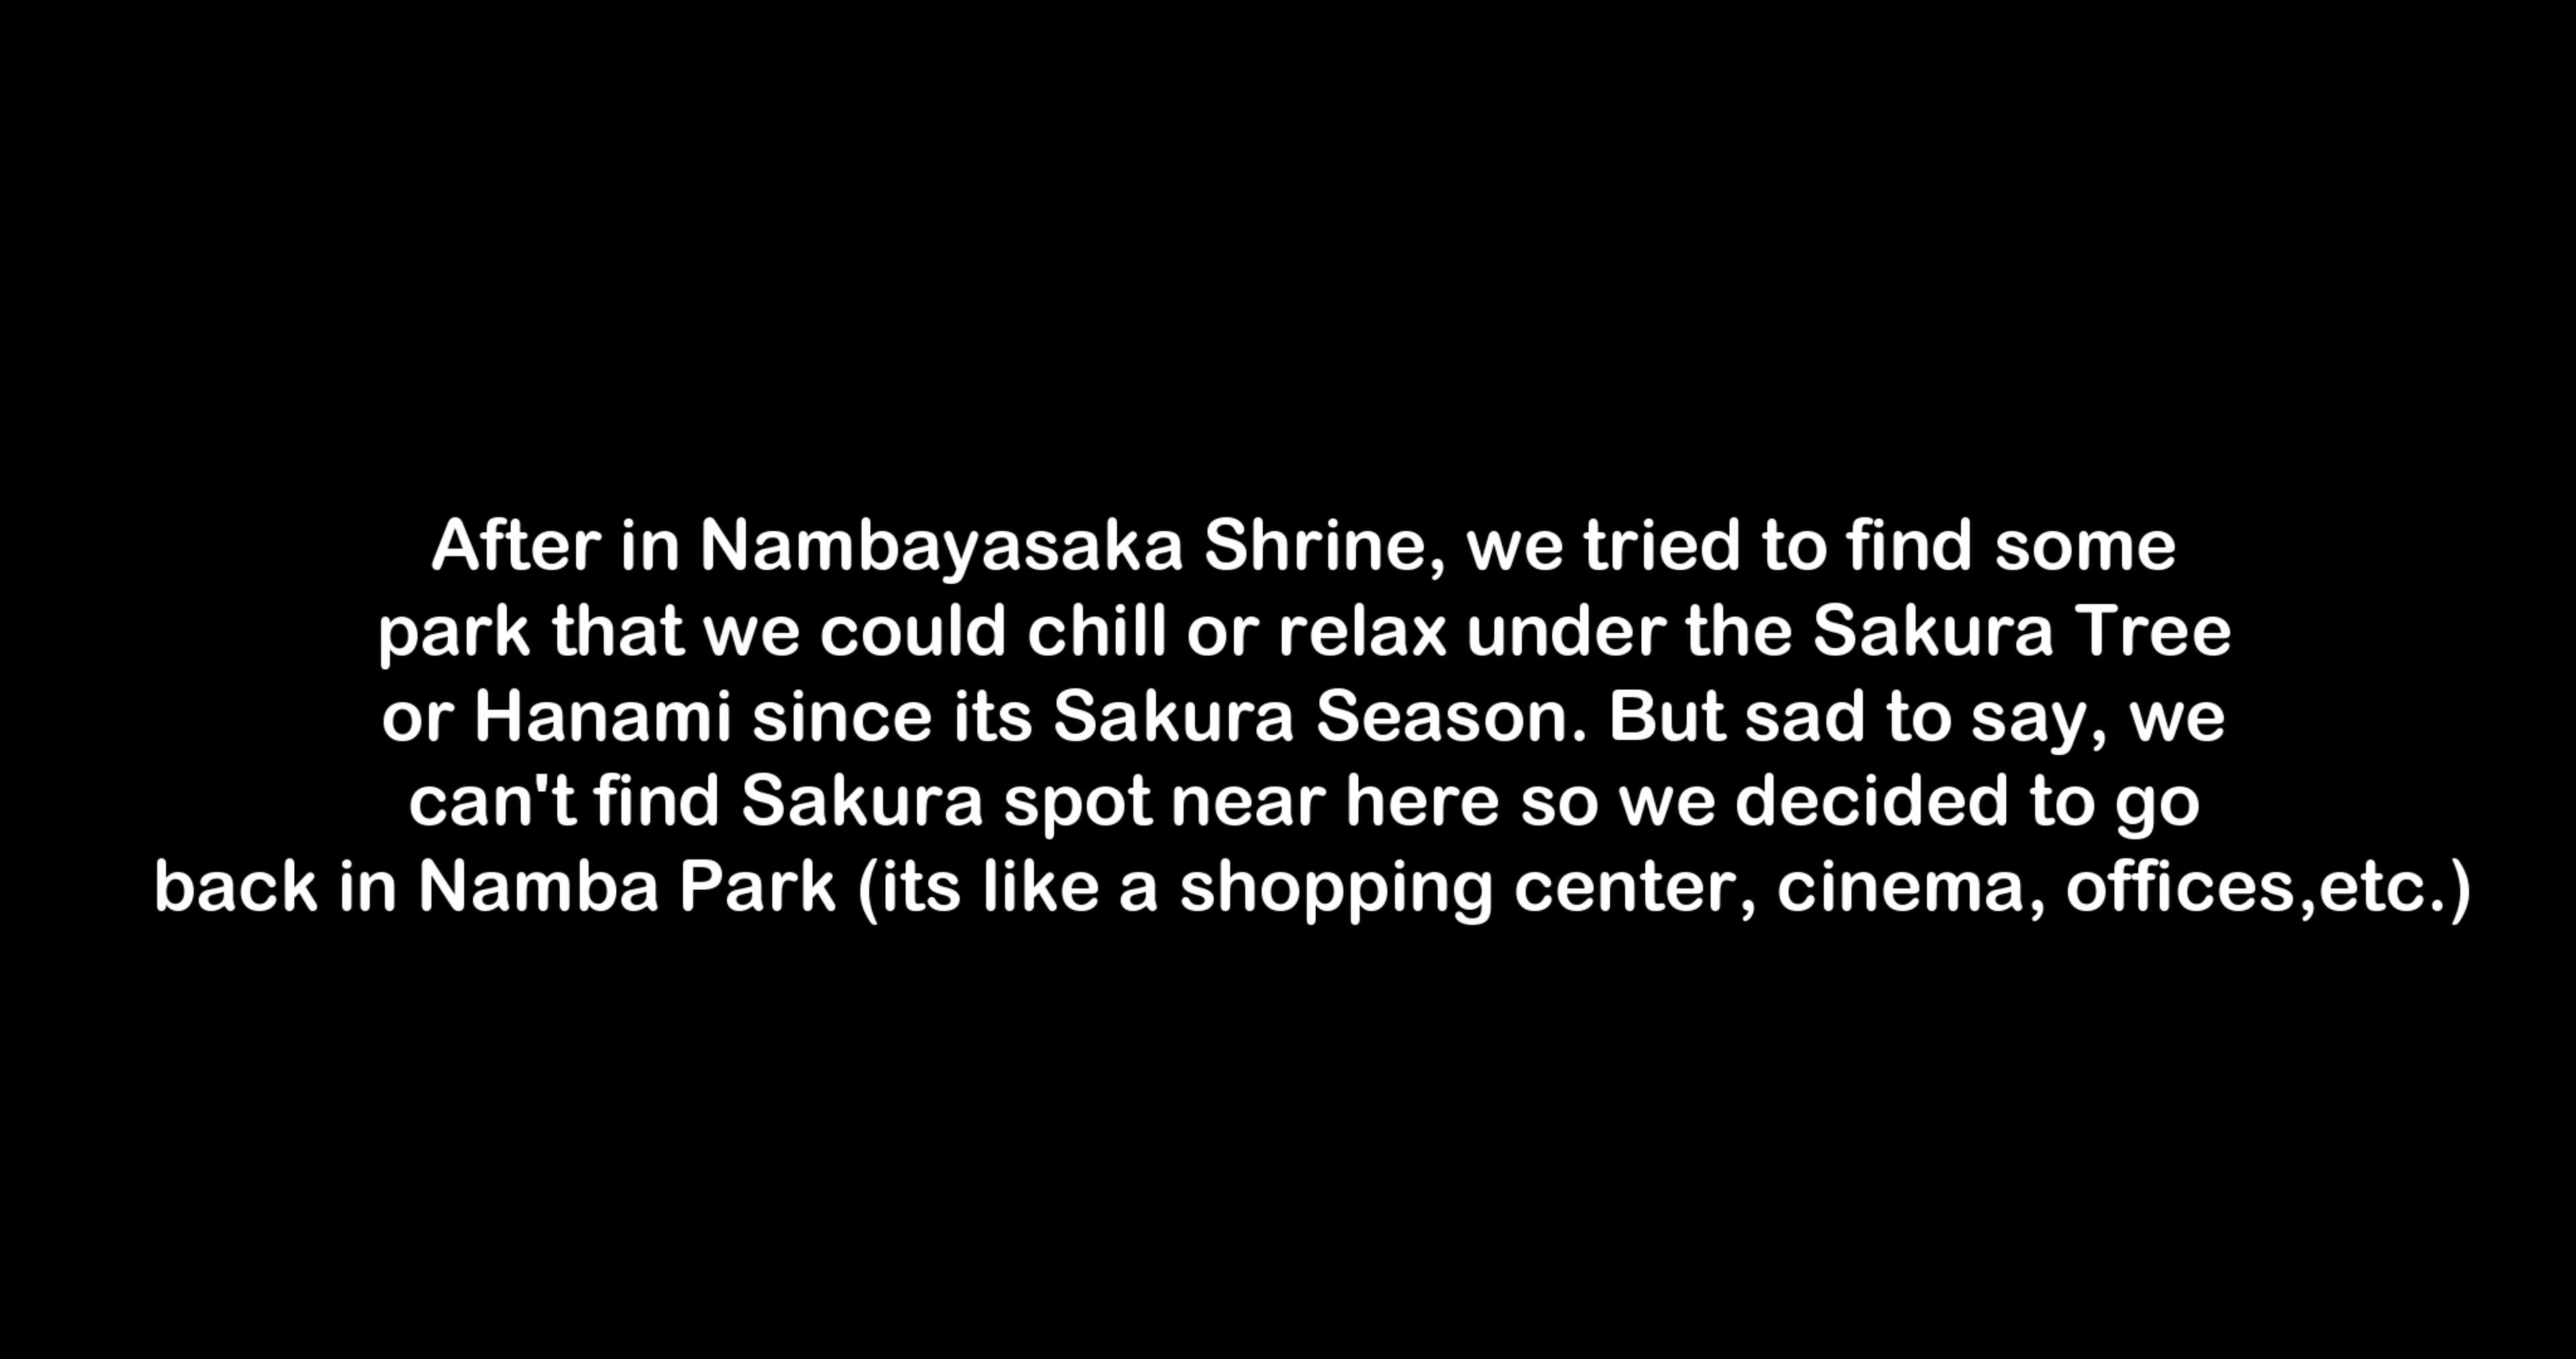 After in Nambayasaka Shrine, we tried to find some
park that we could chill or relax under the Sakura Tree
or Hanami since its Sakura Season. But sad to say, we
can't find Sakura spot near here so we decided to go
back in Namba Park (its like a shopping center, cinema, offices,etc.)